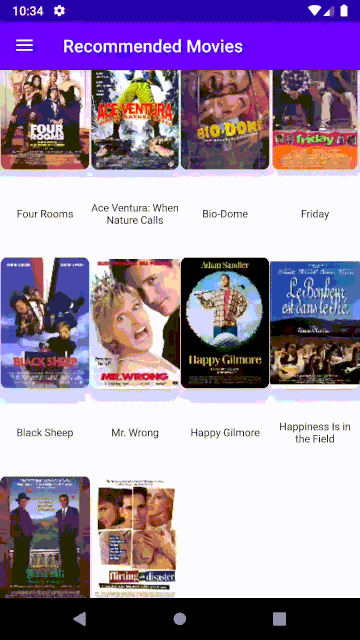 10:34
Recommended Movies
FOUR
ROOMS
ACE VENTURA
BIO-DOME
friday
Four Rooms
Ace Ventura: When
Nature Calls
Bio-Dome
Friday
BLACK SHEEP
MR. WRONG
Adam Sandler
Happy Gilmore
Le Bonheur
est dans le Pré
Black Sheep
Mr. Wrong
Happy Gilmore
Happiness Is in
the Field
flirting with disaster